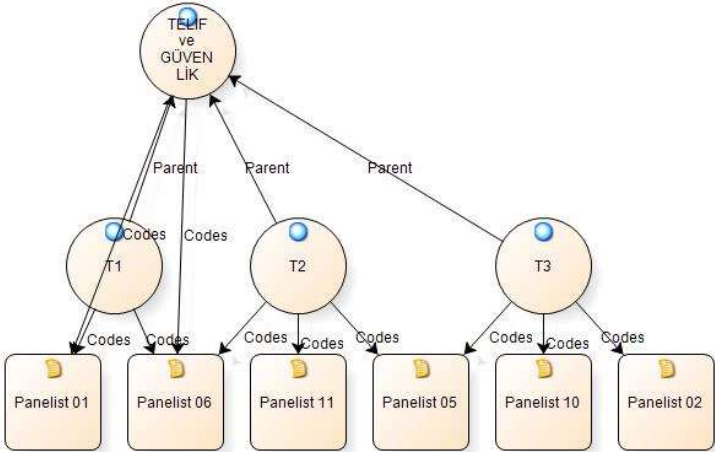 TELİF
ve
GÜVEN
LİK
Parent
Parent
Parent
Codes
Codes
T1
T2
T3
Codes
Codes
Codes
Codes
Codes
Codes
Codes
Codes
Panelist 01
Panelist 06
Panelist 11
Panelist 05
Panelist 10
Panelist 02